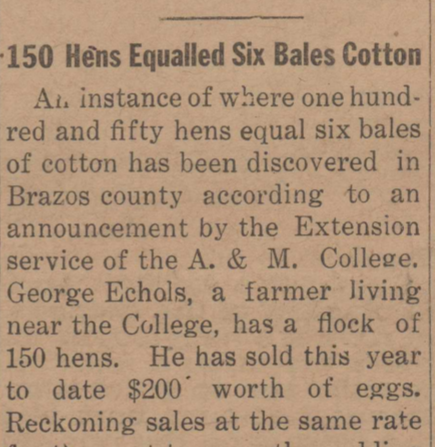 150 Hens Equalled Six Bales Cotton
An instance of where one hund-
red and fifty hens equal six bales
of cotton has been discovered in
Brazos county according to an
announcement by the Extension
service of the A. & M. College.
George Echols, a farmer living
near the College, has a flock of
150 hens. He has sold this year
to date $200 worth of eggs.
Reckoning sales at the same rate